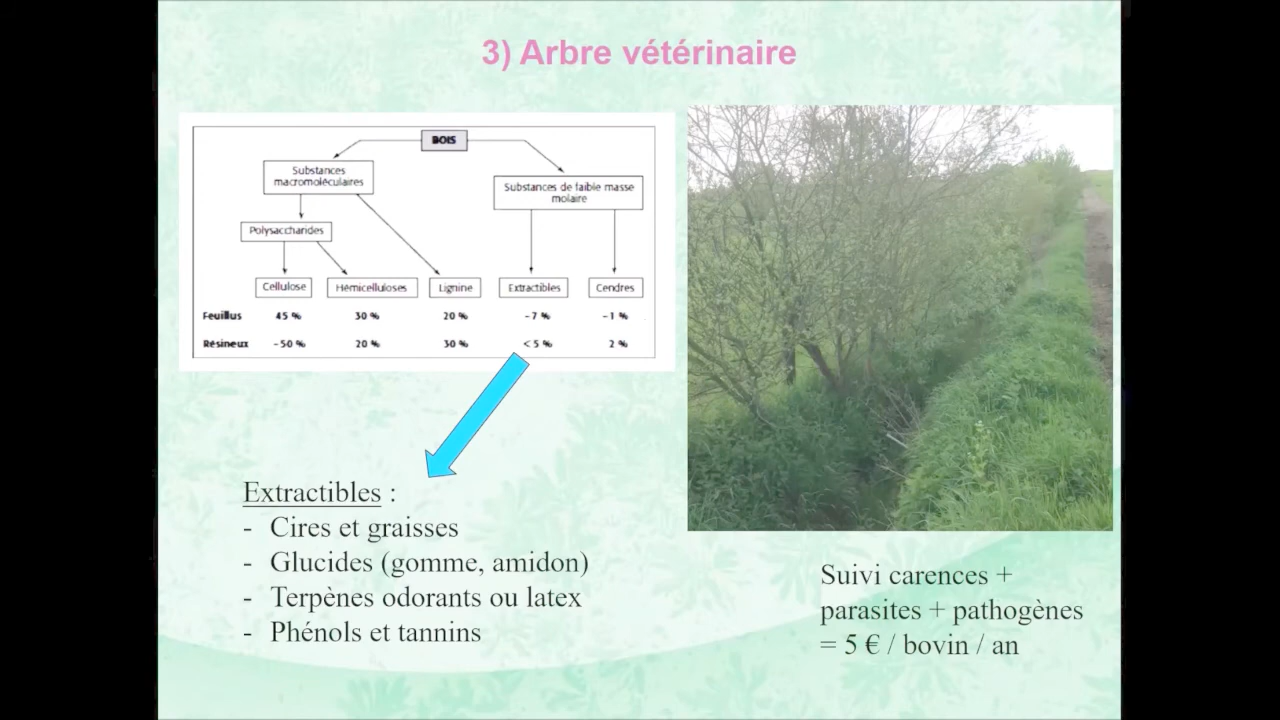 3) Arbre vétérinaire
BOIS
Substances
macromoléculaires
Substances de faible masse
molaire
Polysaccharides
Cellulose
Hémicelluloses
Lignine
Extractibles
Cendres
Feuillus 45 % 30 % 20 % ~7 % ~1 %
Résineux ~50 % 20 % 30 % <5 % 2 %
Extractibles :
- Cires et graisses
- Glucides (gomme, amidon)
- Terpènes odorants ou latex
- Phénols et tannins
Suivi carences +
parasites + pathogènes
= 5 € / bovin / an